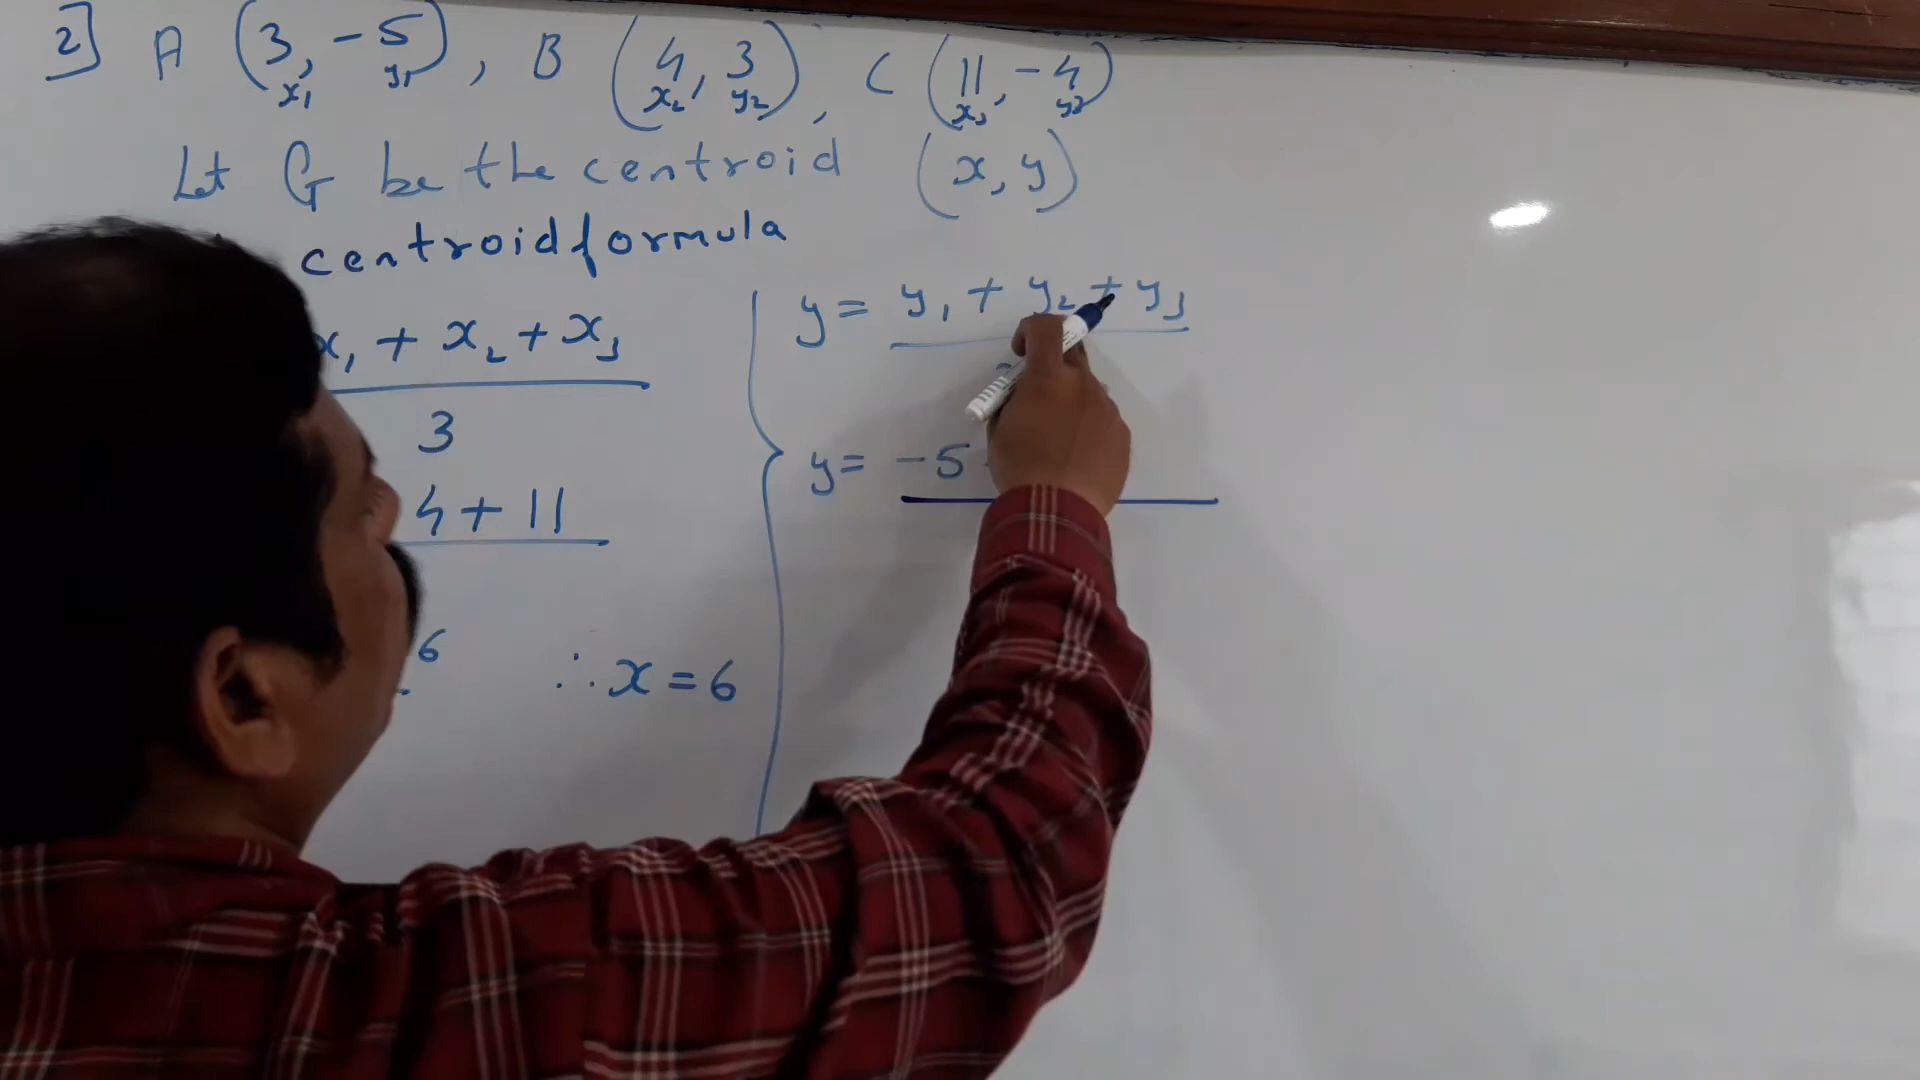 2] A (3, -5), B (4, 3), C (11, -4)
x₁ y₁ x₂ y₂ x₃ y₃
Let G be the centroid (x, y)
centroid formula
x₁ + x₂ + x₃
3
4 + 11
6 ∴ x = 6
y = y₁ + y₂ + y₃
y = -5